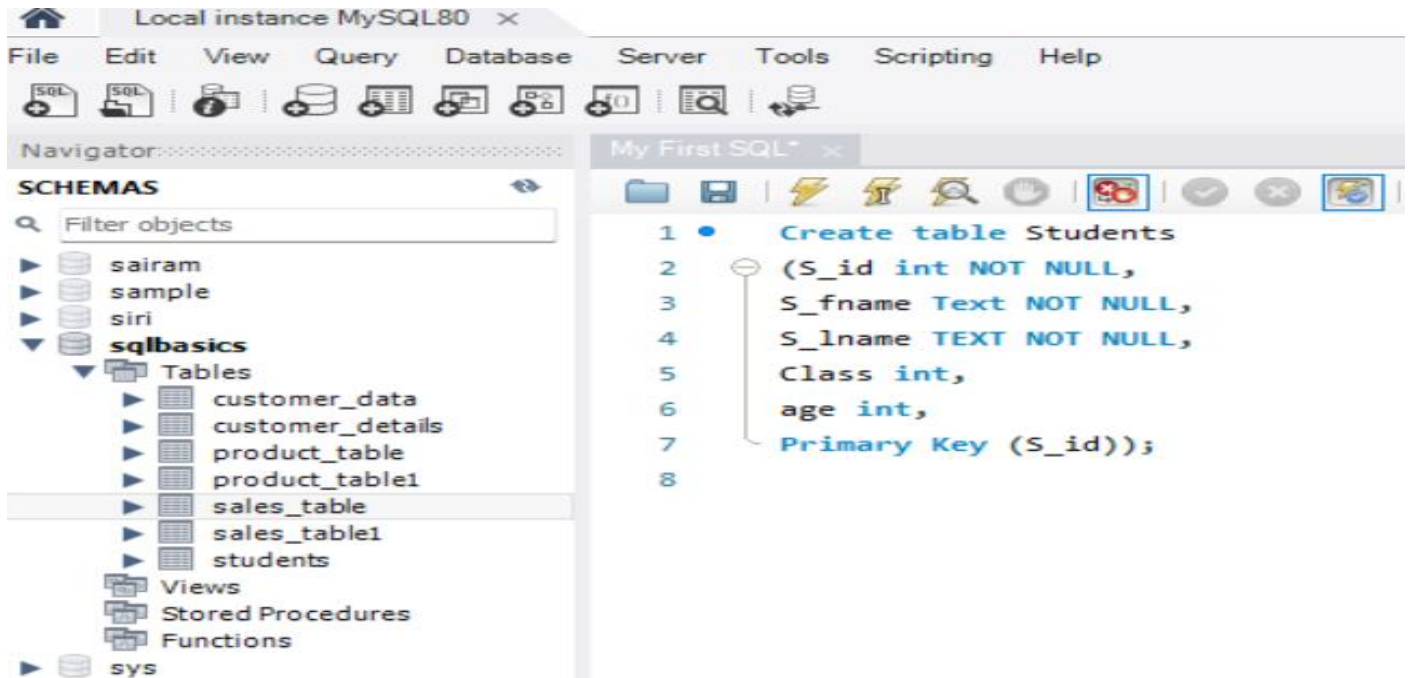 Local instance MySQL80 ×
File Edit View Query Database Server Tools Scripting Help
Navigator
My First SQL* ×
SCHEMAS
Filter objects
sairam
sample
siri
sqlbasics
Tables
customer_data
customer_details
product_table
product_table1
sales_table
sales_table1
students
Views
Stored Procedures
Functions
sys
1 Create table Students
2 (S_id int NOT NULL,
3 S_fname Text NOT NULL,
4 S_lname TEXT NOT NULL,
5 Class int,
6 age int,
7 Primary Key (S_id));
8